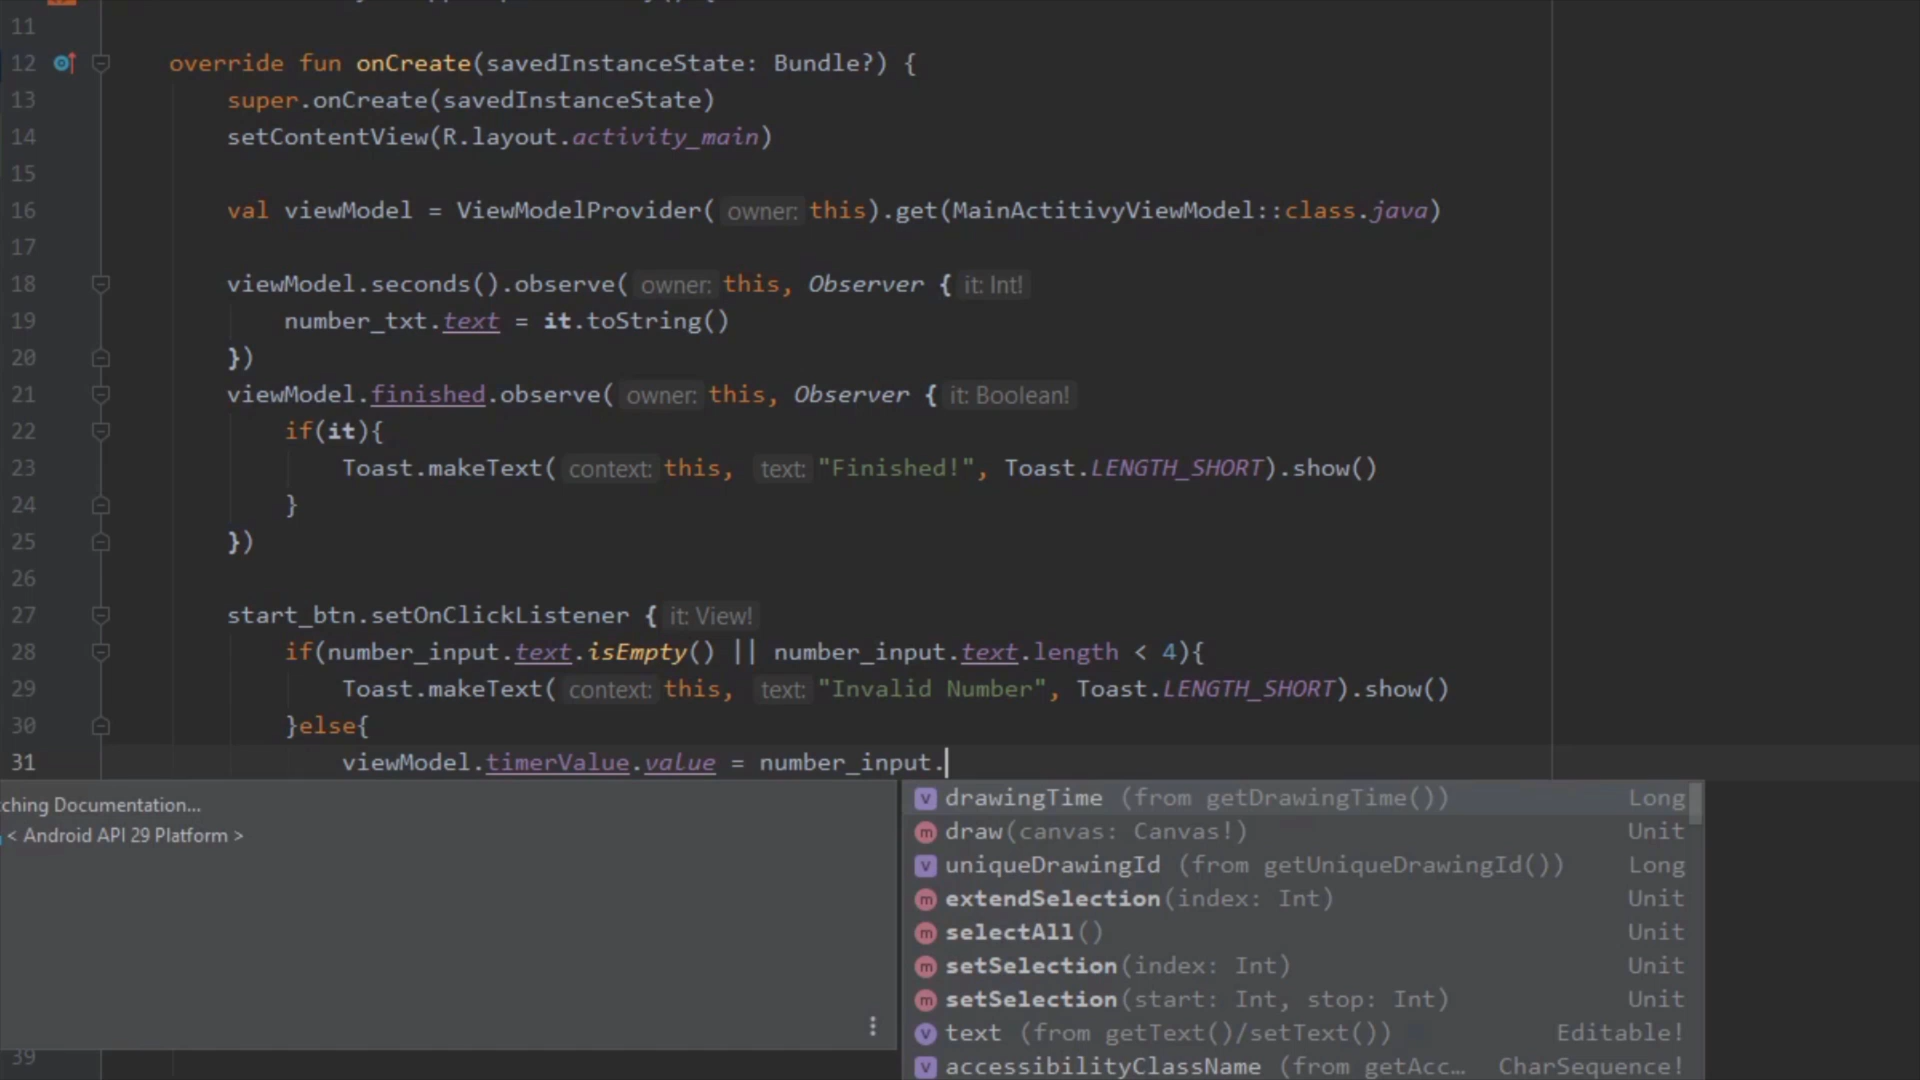 11
12 override fun onCreate(savedInstanceState: Bundle?) {
13 super.onCreate(savedInstanceState)
14 setContentView(R.layout.activity_main)
15
16 val viewModel = ViewModelProvider( owner: this).get(MainActitivyViewModel::class.java)
17
18 viewModel.seconds().observe( owner: this, Observer { it: Int!
19 number_txt.text = it.toString()
20 })
21 viewModel.finished.observe( owner: this, Observer { it: Boolean!
22 if(it){
23 Toast.makeText( context: this, text: "Finished!", Toast.LENGTH_SHORT).show()
24 }
25 })
26
27 start_btn.setOnClickListener { it: View!
28 if(number_input.text.isEmpty() || number_input.text.length < 4){
29 Toast.makeText( context: this, text: "Invalid Number", Toast.LENGTH_SHORT).show()
30 }else{
31 viewModel.timerValue.value = number_input.
ching Documentation...
< Android API 29 Platform >
v drawingTime (from getDrawingTime()) Long
m draw(canvas: Canvas!) Unit
v uniqueDrawingId (from getUniqueDrawingId()) Long
m extendSelection(index: Int) Unit
m selectAll() Unit
m setSelection(index: Int) Unit
m setSelection(start: Int, stop: Int) Unit
v text (from getText()/setText()) Editable!
v accessibilityClassName (from getAcc... CharSequence!
39